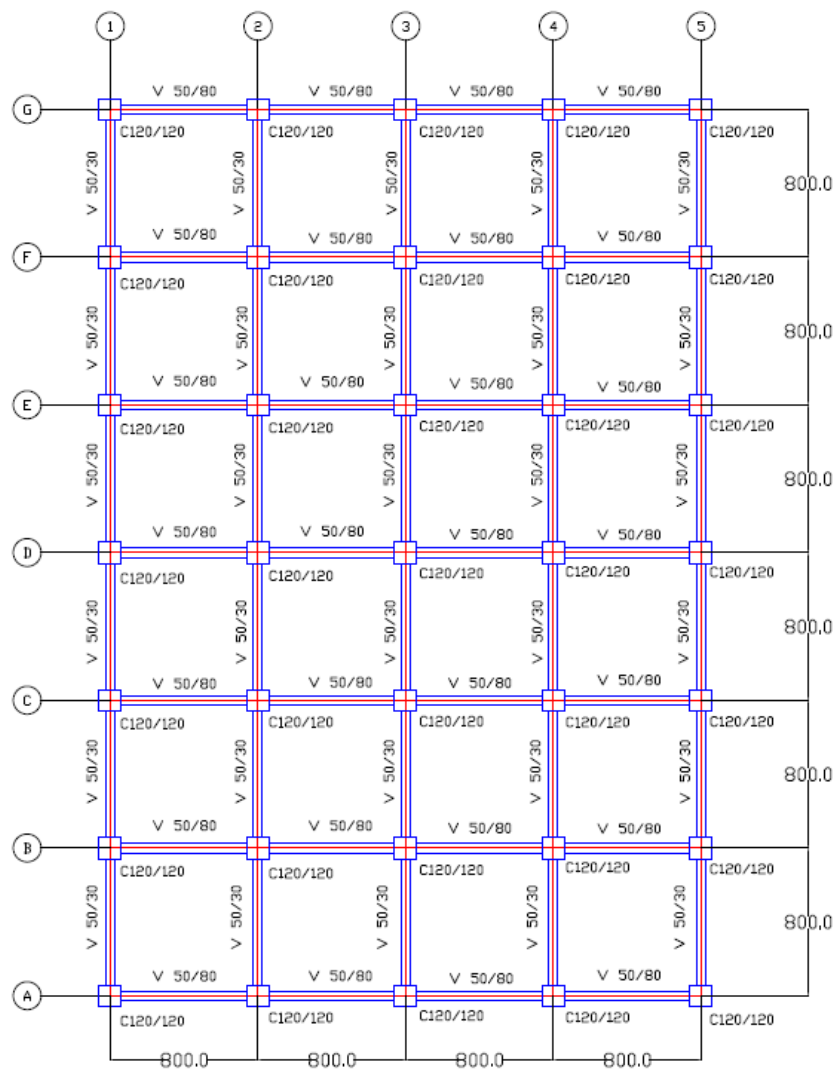 1 2 3 4 5
V 50/80 V 50/80 V 50/80 V 50/80
G
C120/120 C120/120 C120/120 C120/120 C120/120
V 50/30 V 50/30 V 50/30 V 50/30 V 50/30 800.0
V 50/80 V 50/80 V 50/80 V 50/80
F
C120/120 C120/120 C120/120 C120/120 C120/120
V 50/30 V 50/30 V 50/30 V 50/30 V 50/30 800.0
V 50/80 V 50/80 V 50/80 V 50/80
E
C120/120 C120/120 C120/120 C120/120 C120/120
V 50/30 V 50/30 V 50/30 V 50/30 V 50/30 800.0
V 50/80 V 50/80 V 50/80 V 50/80
D
C120/120 C120/120 C120/120 C120/120 C120/120
V 50/30 V 50/30 V 50/30 V 50/30 V 50/30 800.0
V 50/80 V 50/80 V 50/80 V 50/80
C
C120/120 C120/120 C120/120 C120/120 C120/120
V 50/30 V 50/30 V 50/30 V 50/30 V 50/30 800.0
V 50/80 V 50/80 V 50/80 V 50/80
B
C120/120 C120/120 C120/120 C120/120 C120/120
V 50/30 V 50/30 V 50/30 V 50/30 V 50/30 800.0
V 50/80 V 50/80 V 50/80 V 50/80
A
C120/120 C120/120 C120/120 C120/120 C120/120
800.0 800.0 800.0 800.0